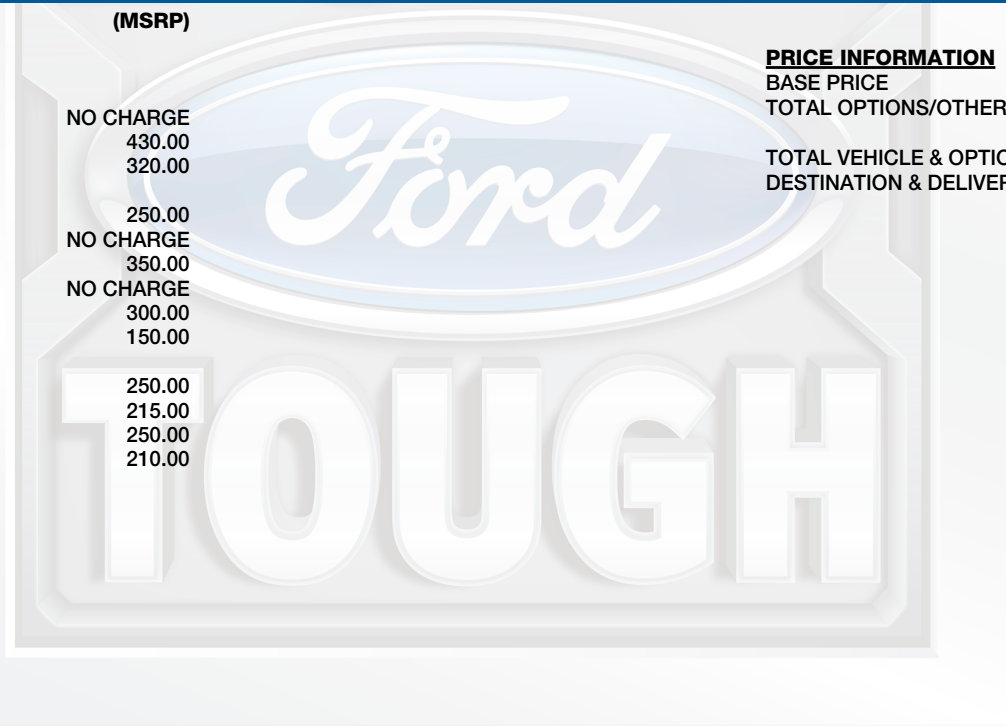 (MSRP)
NO CHARGE
430.00
320.00
250.00
NO CHARGE
350.00
NO CHARGE
300.00
150.00
250.00
215.00
250.00
210.00
PRICE INFORMATION
BASE PRICE
TOTAL OPTIONS/OTHER
TOTAL VEHICLE & OPTIO
DESTINATION & DELIVER
Ford
TOUGH